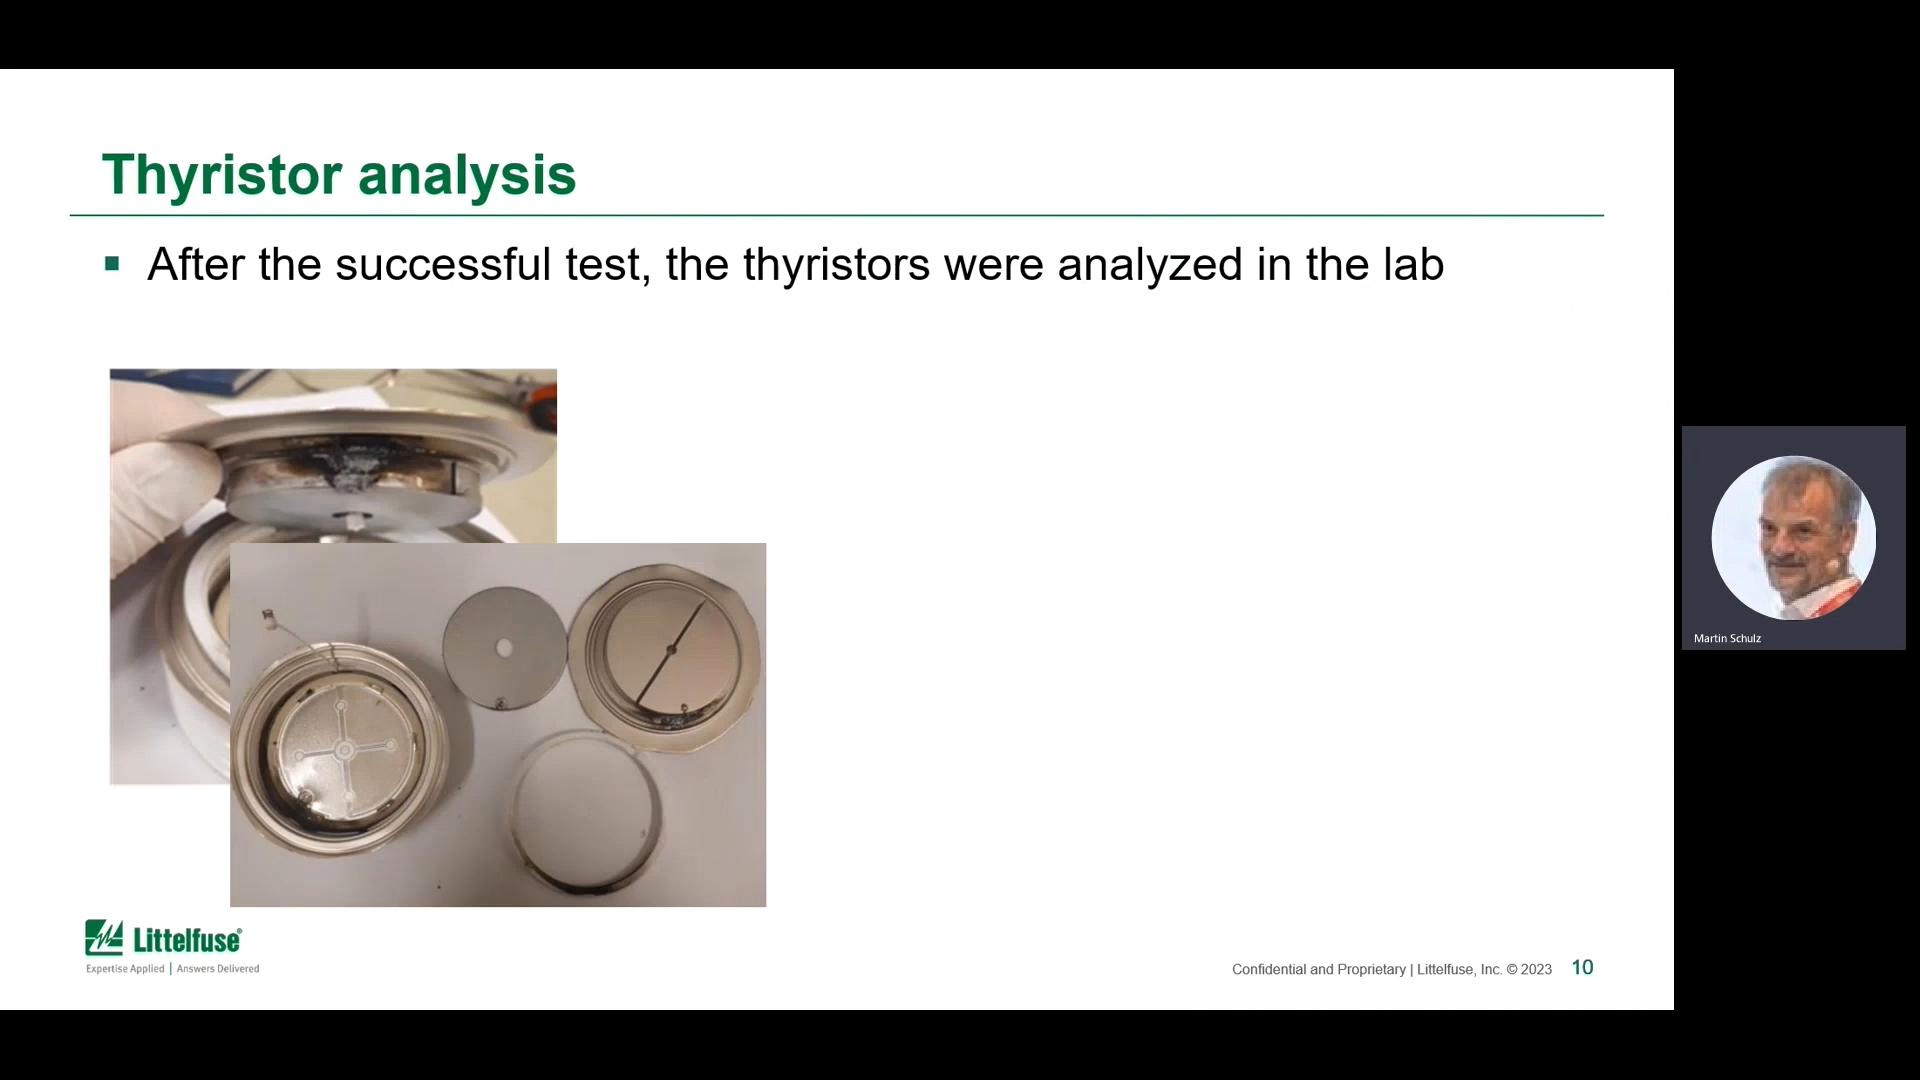 Thyristor analysis
▪ After the successful test, the thyristors were analyzed in the lab
Martin Schulz
Littelfuse®
Expertise Applied | Answers Delivered
Confidential and Proprietary | Littelfuse, Inc. © 2023 10